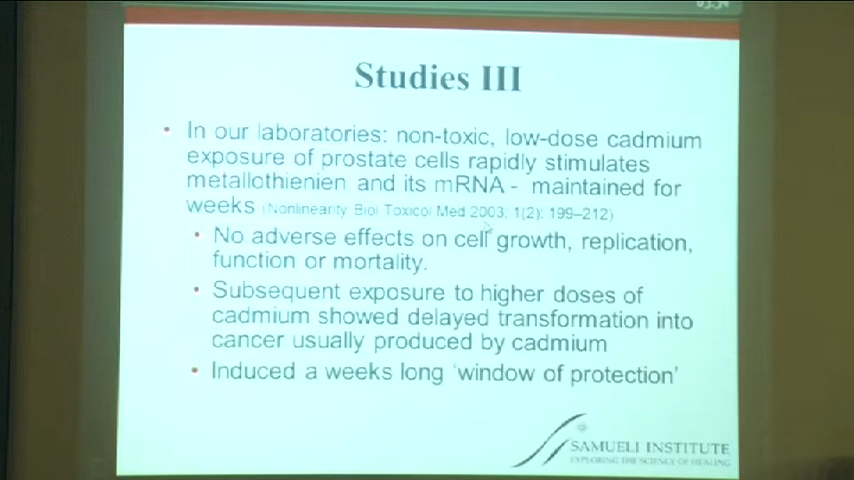 Studies III
• In our laboratories: non-toxic, low-dose cadmium
exposure of prostate cells rapidly stimulates
metallothienien and its mRNA - maintained for
weeks (Nonlinearity Biol Toxicol Med 2003; 1(2): 199–212)
• No adverse effects on cell growth, replication,
function or mortality.
• Subsequent exposure to higher doses of
cadmium showed delayed transformation into
cancer usually produced by cadmium
• Induced a weeks long 'window of protection'
SAMUELI INSTITUTE
EXPLORING THE SCIENCE OF HEALING